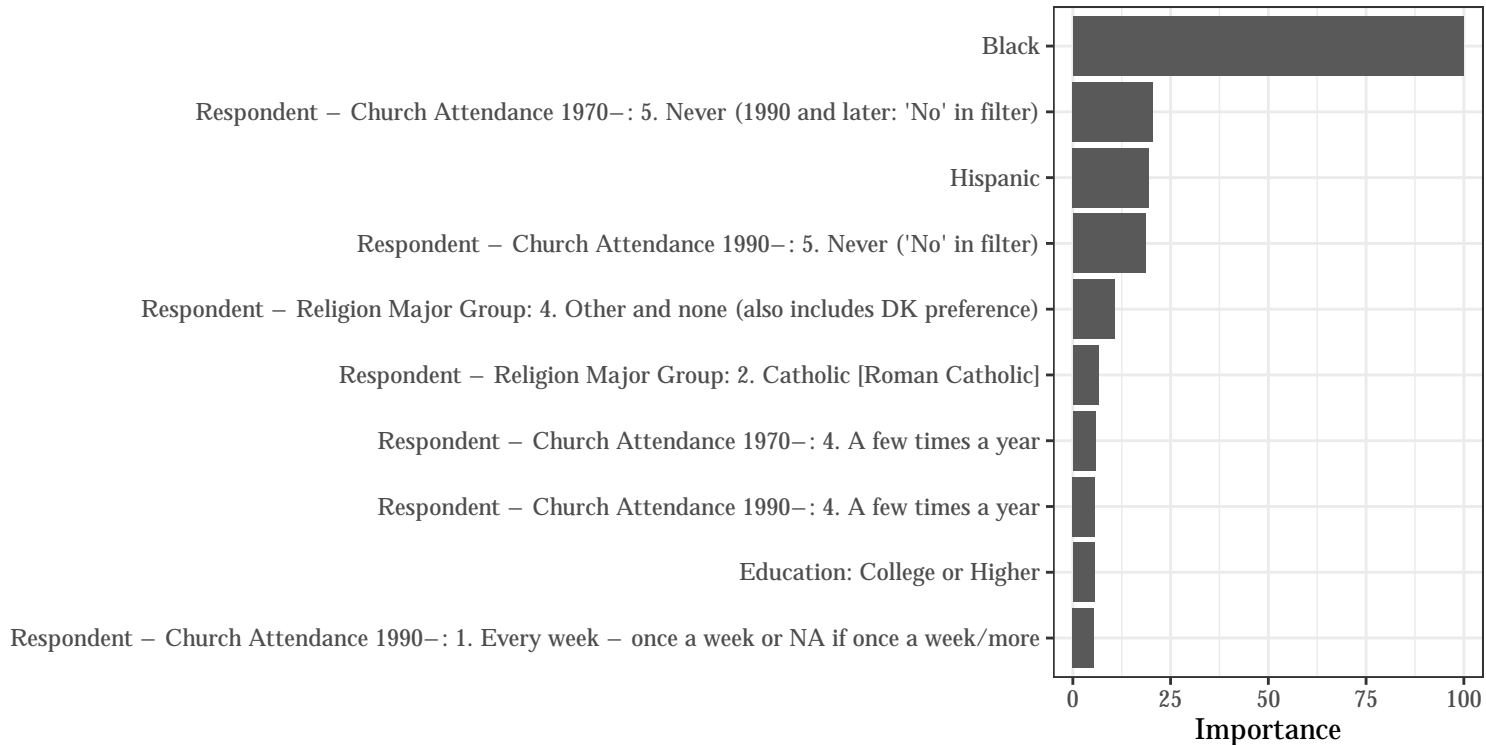 Black
Respondent – Church Attendance 1970–: 5. Never (1990 and later: 'No' in filter)
Hispanic
Respondent – Church Attendance 1990–: 5. Never ('No' in filter)
Respondent – Religion Major Group: 4. Other and none (also includes DK preference)
Respondent – Religion Major Group: 2. Catholic [Roman Catholic]
Respondent – Church Attendance 1970–: 4. A few times a year
Respondent – Church Attendance 1990–: 4. A few times a year
Education: College or Higher
Respondent – Church Attendance 1990–: 1. Every week – once a week or NA if once a week/more
0 25 50 75 100
Importance